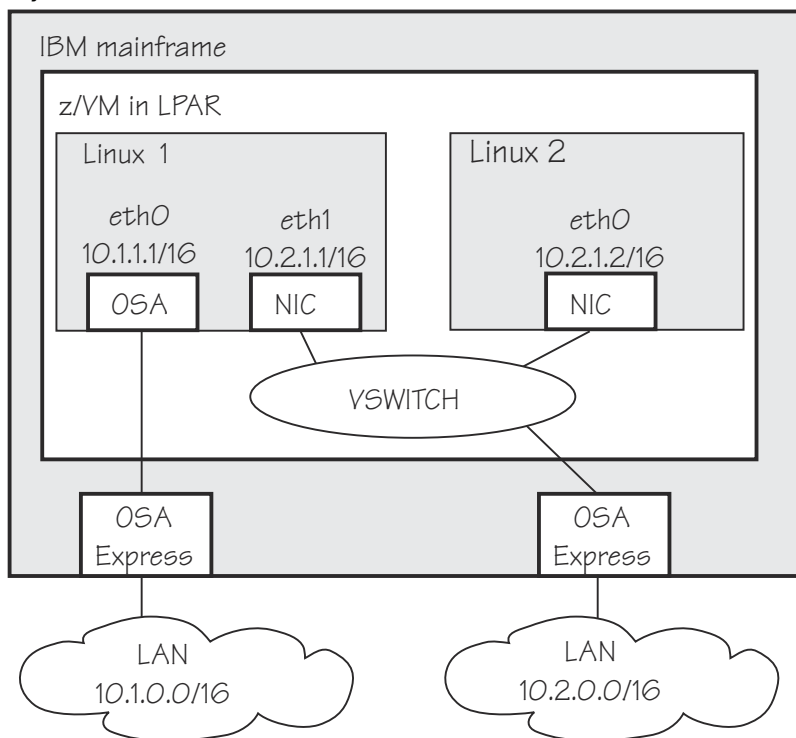 IBM mainframe
z/VM in LPAR
Linux 1
Linux 2
eth0
10.1.1.1/16
OSA
eth1
10.2.1.1/16
NIC
eth0
10.2.1.2/16
NIC
VSWITCH
OSA
Express
OSA
Express
LAN
10.1.0.0/16
LAN
10.2.0.0/16